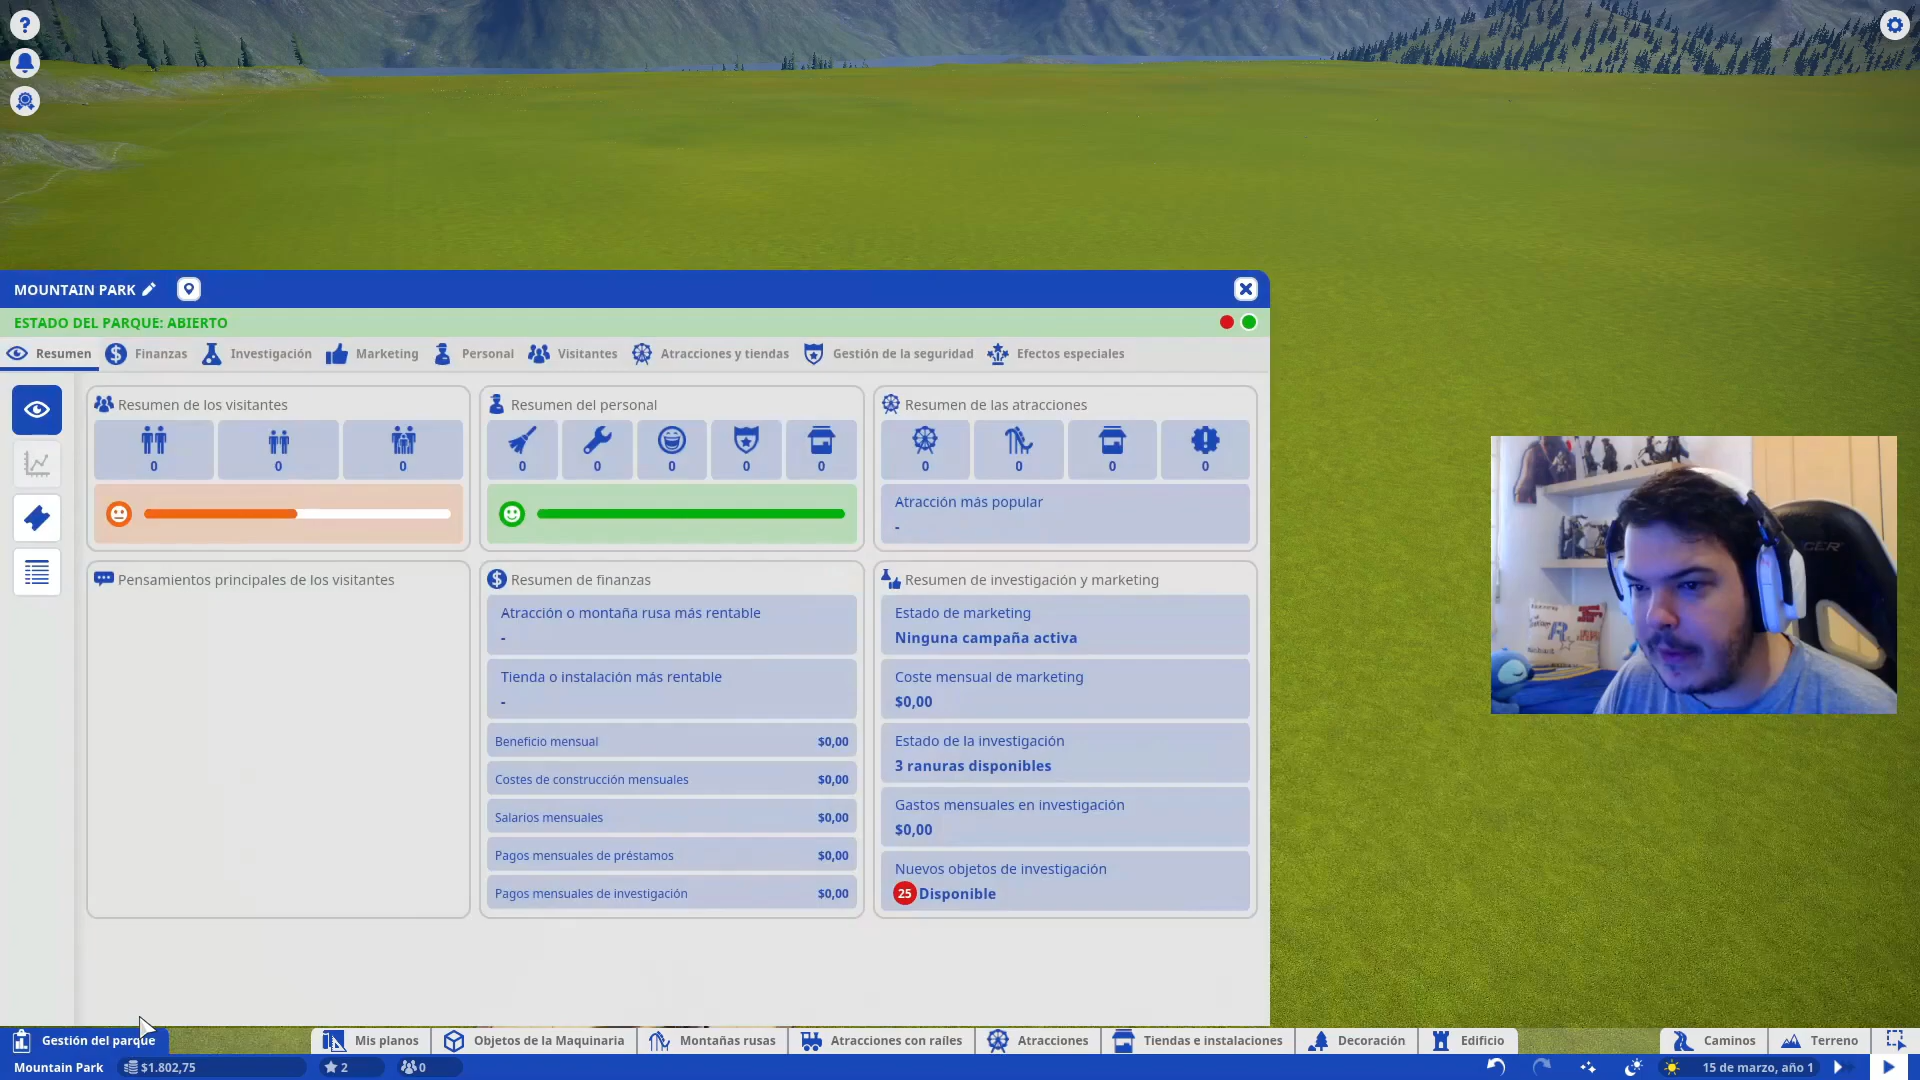 ?
MOUNTAIN PARK
ESTADO DEL PARQUE: ABIERTO
Resumen
Finanzas
Investigación
Marketing
Personal
Visitantes
Atracciones y tiendas
Gestión de la seguridad
Efectos especiales
Resumen de los visitantes
0
0
0
Resumen del personal
0
0
0
0
0
Resumen de las atracciones
0
0
0
0
Atracción más popular
-
Pensamientos principales de los visitantes
Resumen de finanzas
Atracción o montaña rusa más rentable
-
Tienda o instalación más rentable
-
Beneficio mensual $0,00
Costes de construcción mensuales $0,00
Salarios mensuales $0,00
Pagos mensuales de préstamos $0,00
Pagos mensuales de investigación $0,00
Resumen de investigación y marketing
Estado de marketing
Ninguna campaña activa
Coste mensual de marketing
$0,00
Estado de la investigación
3 ranuras disponibles
Gastos mensuales en investigación
$0,00
Nuevos objetos de investigación
25 Disponible
Gestión del parque
Mis planos
Objetos de la Maquinaria
Montañas rusas
Atracciones con raíles
Atracciones
Tiendas e instalaciones
Decoración
Edificio
Caminos
Terreno
Mountain Park
$1.802,75
2
0
15 de marzo, año 1